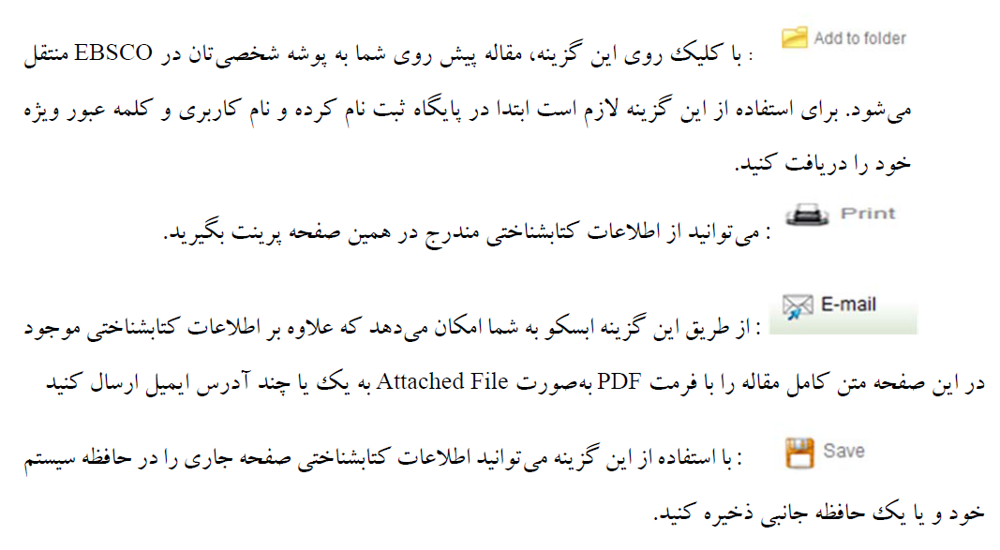 Add to folder : با کلیک روی این گزینه، مقاله پیش روی شما به پوشه شخصی‌تان در EBSCO منتقل
می‌شود. برای استفاده از این گزینه لازم است ابتدا در پایگاه ثبت نام کرده و نام کاربری و کلمه عبور ویژه
خود را دریافت کنید.
Print : می‌توانید از اطلاعات کتابشناختی مندرج در همین صفحه پرینت بگیرید.
E-mail : از طریق این گزینه ابسکو به شما امکان می‌دهد که علاوه بر اطلاعات کتابشناختی موجود
در این صفحه متن کامل مقاله را با فرمت PDF به‌صورت Attached File به یک یا چند آدرس ایمیل ارسال کنید
Save : با استفاده از این گزینه می‌توانید اطلاعات کتابشناختی صفحه جاری را در حافظه سیستم
خود و یا یک حافظه جانبی ذخیره کنید.